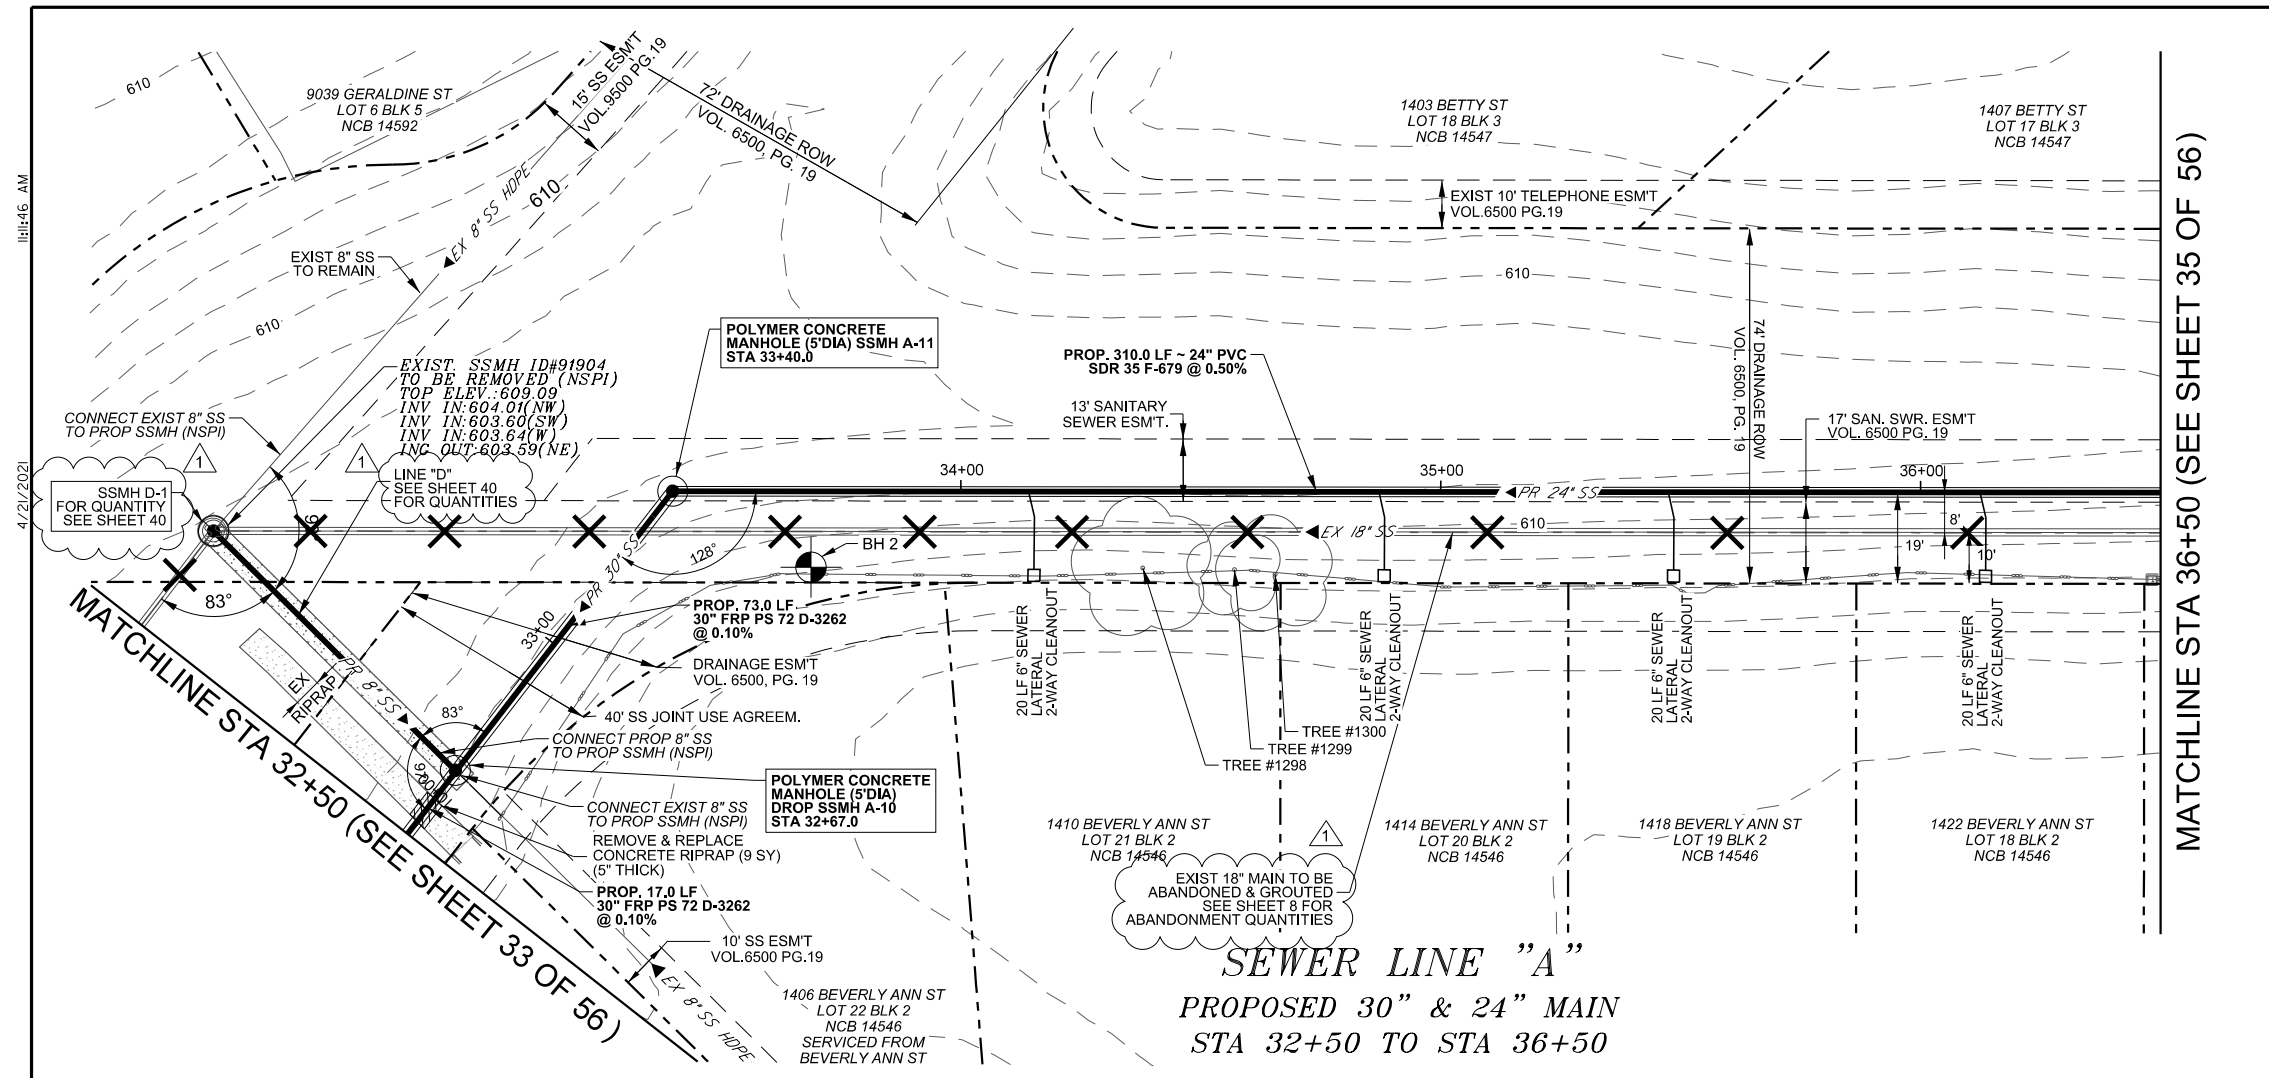 11:11:46 AM
4/21/2021
610
9039 GERALDINE ST
LOT 6 BLK 5
NCB 14592
15' SS ESM'T
VOL.9500 PG.19
72' DRAINAGE ROW
VOL. 6500, PG. 19
EX 8" SS HDPE
610
EXIST 8" SS
TO REMAIN
610
1403 BETTY ST
LOT 18 BLK 3
NCB 14547
1407 BETTY ST
LOT 17 BLK 3
NCB 14547
EXIST 10' TELEPHONE ESM'T
VOL.6500 PG.19
610
74' DRAINAGE ROW
VOL. 6500, PG. 19
MATCHLINE STA 36+50 (SEE SHEET 35 OF 56)
POLYMER CONCRETE
MANHOLE (5'DIA) SSMH A-11
STA 33+40.0
PROP. 310.0 LF ~ 24" PVC
SDR 35 F-679 @ 0.50%
EXIST. SSMH ID#91904
TO BE REMOVED (NSPI)
TOP ELEV.:609.09
INV IN:604.01(NW)
INV IN:603.60(SW)
INV IN:603.64(W)
ING OUT:603.59(NE)
CONNECT EXIST 8" SS
TO PROP SSMH (NSPI)
1
SSMH D-1
FOR QUANTITY
SEE SHEET 40
1
LINE "D"
SEE SHEET 40
FOR QUANTITIES
13' SANITARY
SEWER ESM'T.
17' SAN. SWR. ESM'T
VOL. 6500 PG. 19
34+00
35+00
36+00
PR 24" SS
EX 18" SS
610
8'
19'
10'
BH 2
128°
PR 30" SS
83°
33+00
PROP. 73.0 LF
30" FRP PS 72 D-3262
@ 0.10%
DRAINAGE ESM'T
VOL. 6500, PG. 19
40' SS JOINT USE AGREEM.
83°
CONNECT PROP 8" SS
TO PROP SSMH (NSPI)
PR 8" SS
EX
RIPRAP
MATCHLINE STA 32+50 (SEE SHEET 33 OF 56)
POLYMER CONCRETE
MANHOLE (5'DIA)
DROP SSMH A-10
STA 32+67.0
CONNECT EXIST 8" SS
TO PROP SSMH (NSPI)
REMOVE & REPLACE
CONCRETE RIPRAP (9 SY)
(5" THICK)
PROP. 17.0 LF
30" FRP PS 72 D-3262
@ 0.10%
10' SS ESM'T
VOL.6500 PG.19
EX 8" SS HDPE
1406 BEVERLY ANN ST
LOT 22 BLK 2
NCB 14546
SERVICED FROM
BEVERLY ANN ST
20 LF 6" SEWER
LATERAL
2-WAY CLEANOUT
20 LF 6" SEWER
LATERAL
2-WAY CLEANOUT
20 LF 6" SEWER
LATERAL
2-WAY CLEANOUT
20 LF 6" SEWER
LATERAL
2-WAY CLEANOUT
TREE #1300
TREE #1299
TREE #1298
1410 BEVERLY ANN ST
LOT 21 BLK 2
NCB 14546
1414 BEVERLY ANN ST
LOT 20 BLK 2
NCB 14546
1418 BEVERLY ANN ST
LOT 19 BLK 2
NCB 14546
1422 BEVERLY ANN ST
LOT 18 BLK 2
NCB 14546
1
EXIST 18" MAIN TO BE
ABANDONED & GROUTED
SEE SHEET 8 FOR
ABANDONMENT QUANTITIES
SEWER LINE "A"
PROPOSED 30" & 24" MAIN
STA 32+50 TO STA 36+50